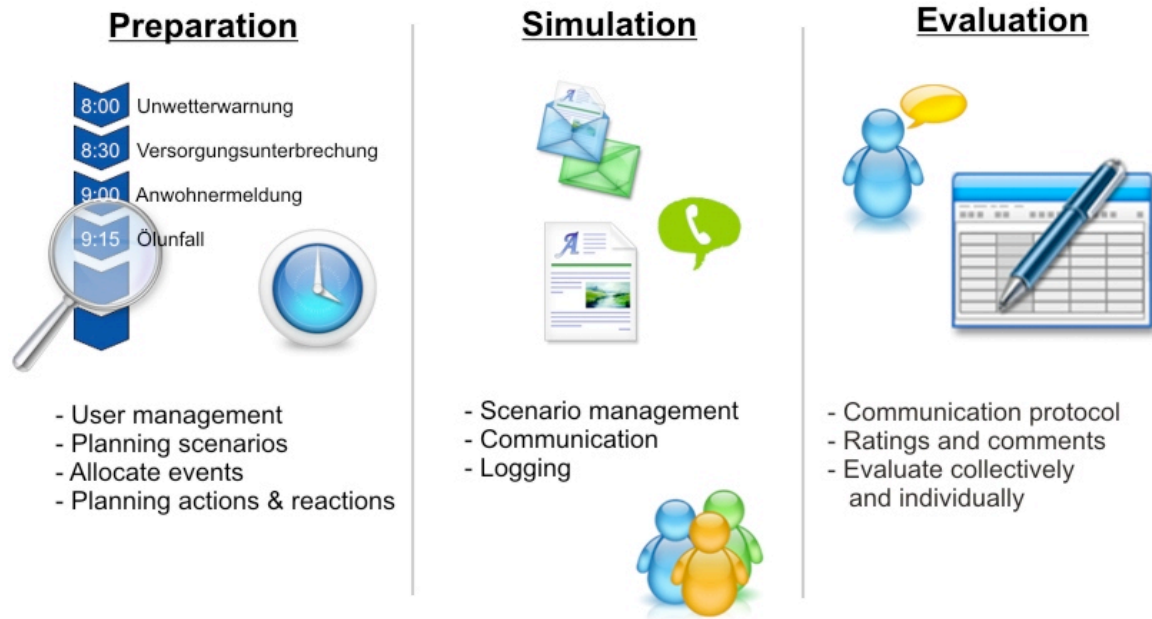 Preparation
8:00 Unwetterwarnung
8:30 Versorgungsunterbrechung
9:00 Anwohnermeldung
9:15 Ölunfall
- User management
- Planning scenarios
- Allocate events
- Planning actions & reactions
Simulation
A
A
- Scenario management
- Communication
- Logging
Evaluation
- Communication protocol
- Ratings and comments
- Evaluate collectively
and individually